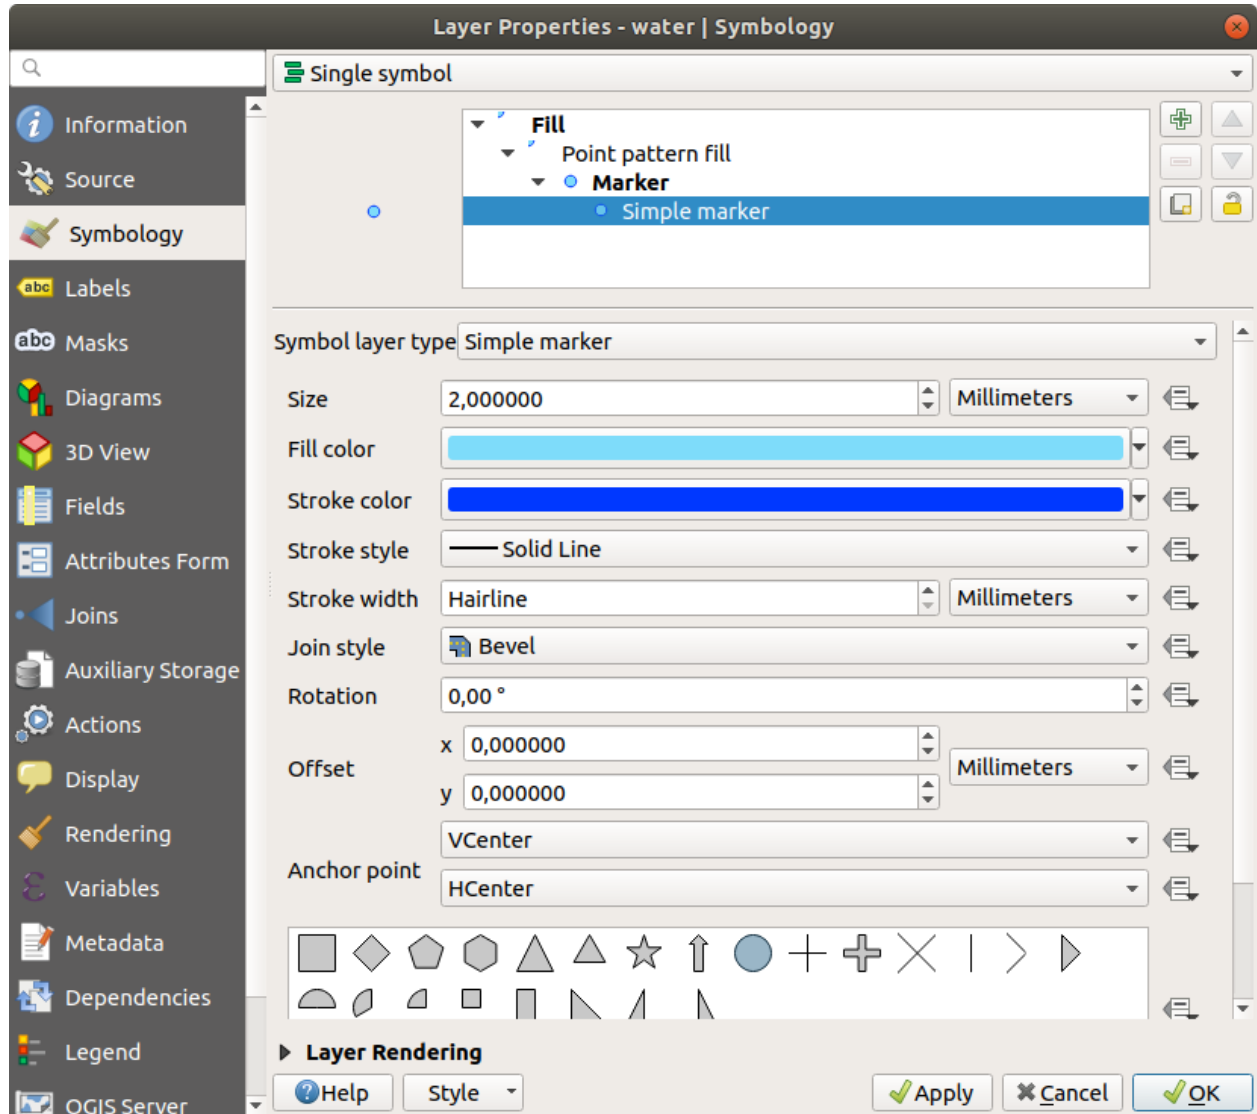 Layer Properties - water | Symbology
Single symbol
Information
Source
Symbology
Labels
Masks
Diagrams
3D View
Fields
Attributes Form
Joins
Auxiliary Storage
Actions
Display
Rendering
Variables
Metadata
Dependencies
Legend
QGIS Server
abc
abc
Fill
Point pattern fill
Marker
Simple marker
Symbol layer type Simple marker
Size 2,000000 Millimeters
Fill color
Stroke color
Stroke style Solid Line
Stroke width Hairline Millimeters
Join style Bevel
Rotation 0,00 °
Offset x 0,000000 Millimeters
y 0,000000
Anchor point VCenter
HCenter
Layer Rendering
Help Style Apply Cancel OK